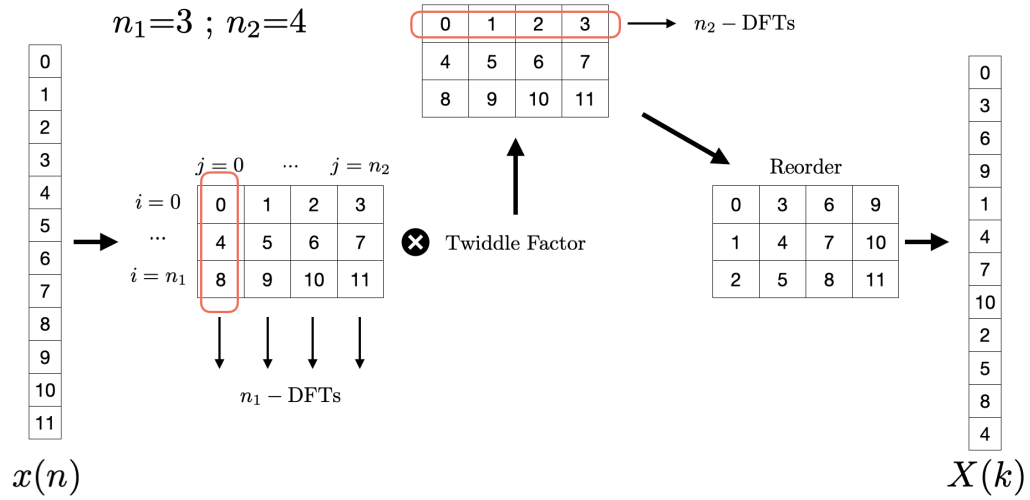 n₁=3 ; n₂=4
0
1
2
3
4
5
6
7
8
9
10
11
x(n)
j = 0 ··· j = n₂
i = 0
···
i = n₁
0 1 2 3
4 5 6 7
8 9 10 11
n₁ − DFTs
Twiddle Factor
0 1 2 3
4 5 6 7
8 9 10 11
n₂ − DFTs
Reorder
0 3 6 9
1 4 7 10
2 5 8 11
0
3
6
9
1
4
7
10
2
5
8
4
X(k)